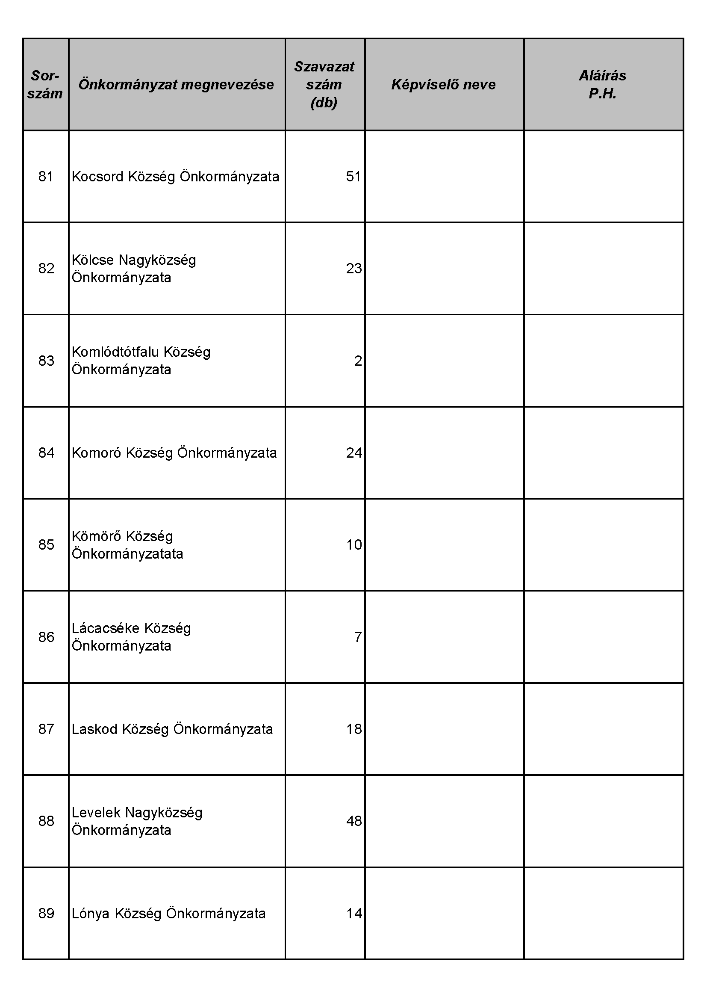 Sor-
szám
Önkormányzat megnevezése
Szavazat
szám
(db)
Képviselő neve
Aláírás
P.H.
81
Kocsord Község Önkormányzata
51
82
Kölcse Nagyközség
Önkormányzata
23
83
Komlódtótfalu Község
Önkormányzata
2
84
Komoró Község Önkormányzata
24
85
Kömörő Község
Önkormányzatata
10
86
Lácacséke Község
Önkormányzata
7
87
Laskod Község Önkormányzata
18
88
Levelek Nagyközség
Önkormányzata
48
89
Lónya Község Önkormányzata
14